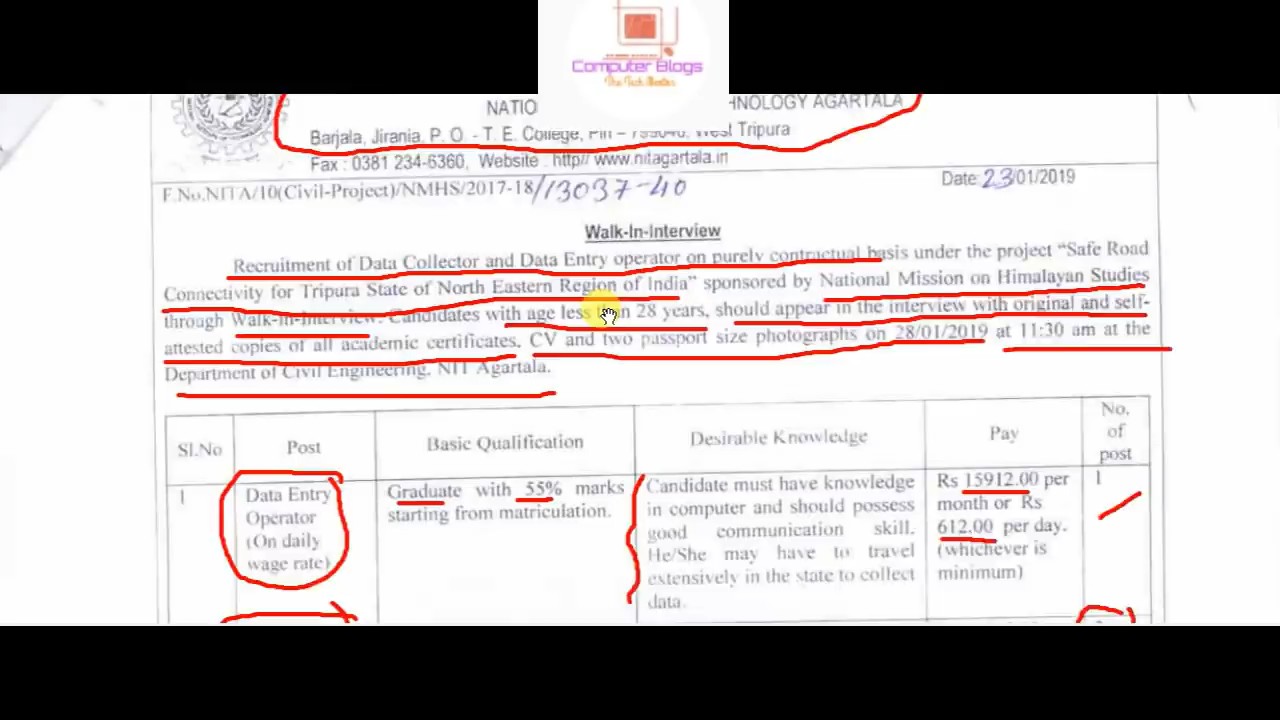 Computer Blogs
The Tech Master
NATIO HNOLOGY AGARTALA
Barjala, Jirania, P. O. - T. E. College, Pin – 799046, West Tripura
Fax : 0381 234-6360, Website . http// www.nitagartala.in
F.No.NITA/10(Civil-Project)/NMHS/2017-18/13037-40
Date 23/01/2019
Walk-In-Interview
Recruitment of Data Collector and Data Entry operator on purely contractual basis under the project “Safe Road
Connectivity for Tripura State of North Eastern Region of India” sponsored by National Mission on Himalayan Studies
through Walk-In-Interview. Candidates with age less than 28 years, should appear in the interview with original and self-
attested copies of all academic certificates, CV and two passport size photographs on 28/01/2019 at 11:30 am at the
Department of Civil Engineering, NIT Agartala.
Sl.No Post Basic Qualification Desirable Knowledge Pay No. of post
1
Data Entry
Operator
(On daily
wage rate)
Graduate with 55% marks
starting from matriculation.
Candidate must have knowledge
in computer and should possess
good communication skill.
He/She may have to travel
extensively in the state to collect
data.
Rs 15912.00 per
month or Rs
612.00 per day.
(whichever is
minimum)
1